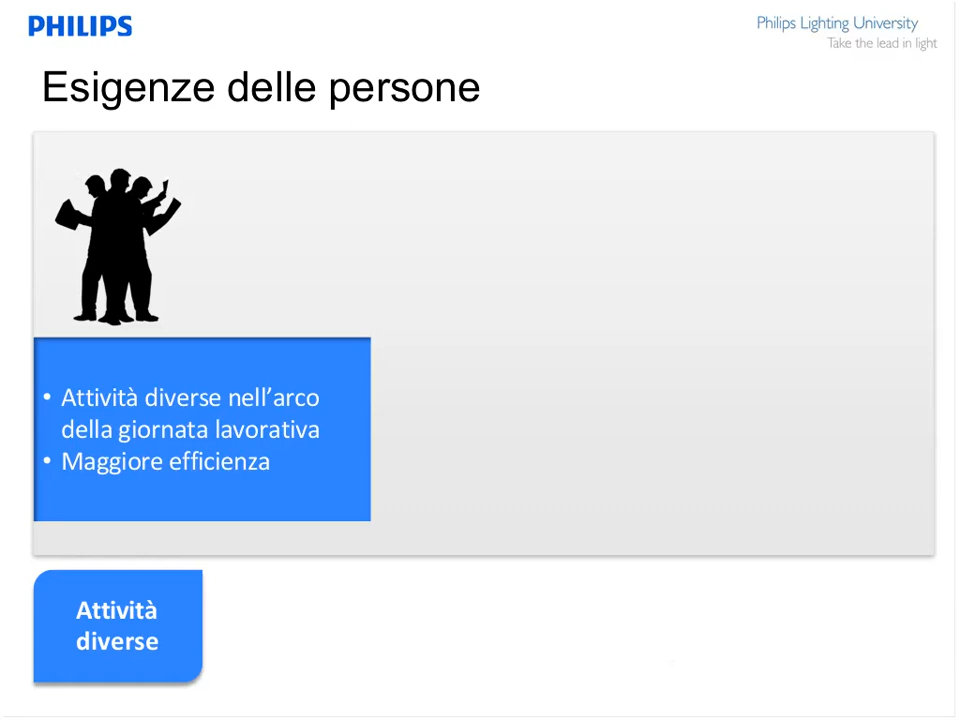 PHILIPS
Philips Lighting University
Take the lead in light
Esigenze delle persone
• Attività diverse nell’arco
della giornata lavorativa
• Maggiore efficienza
Attività
diverse